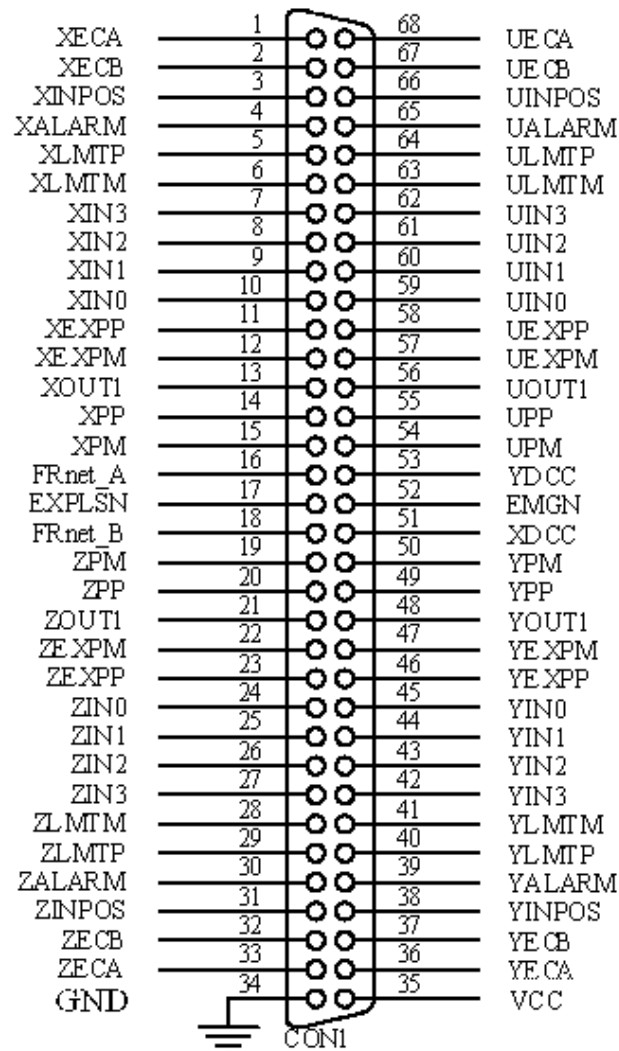 XECA 1 68 UECA
XECB 2 67 UECB
XINPOS 3 66 UINPOS
XALARM 4 65 UALARM
XLMTP 5 64 ULMTP
XLMTM 6 63 ULMTM
XIN3 7 62 UIN3
XIN2 8 61 UIN2
XIN1 9 60 UIN1
XIN0 10 59 UIN0
XEXPP 11 58 UEXPP
XEXPM 12 57 UEXPM
XOUT1 13 56 UOUT1
XPP 14 55 UPP
XPM 15 54 UPM
FRnet_A 16 53 YDCC
EXPLSN 17 52 EMGN
FRnet_B 18 51 XDCC
ZPM 19 50 YPM
ZPP 20 49 YPP
ZOUT1 21 48 YOUT1
ZEXPM 22 47 YEXPM
ZEXPP 23 46 YEXPP
ZIN0 24 45 YIN0
ZIN1 25 44 YIN1
ZIN2 26 43 YIN2
ZIN3 27 42 YIN3
ZLMTM 28 41 YLMTM
ZLMTP 29 40 YLMTP
ZALARM 30 39 YALARM
ZINPOS 31 38 YINPOS
ZECB 32 37 YECB
ZECA 33 36 YECA
GND 34 35 VCC
CON1